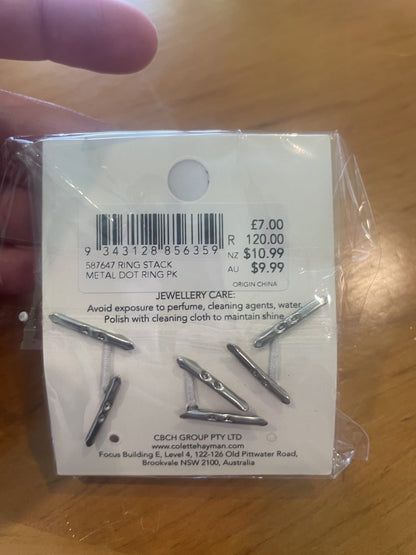 £7.00
R 120.00
NZ $10.99
AU $9.99
9 343128 856359
587647 RING STACK
METAL DOT RING PK
ORIGIN CHINA
JEWELLERY CARE:
Avoid exposure to perfume, cleaning agents, water.
Polish with cleaning cloth to maintain shine
CBCH GROUP PTY LTD
www.colettehayman.com
Focus Building E, Level 4, 122-126 Old Pittwater Road,
Brookvale NSW 2100, Australia